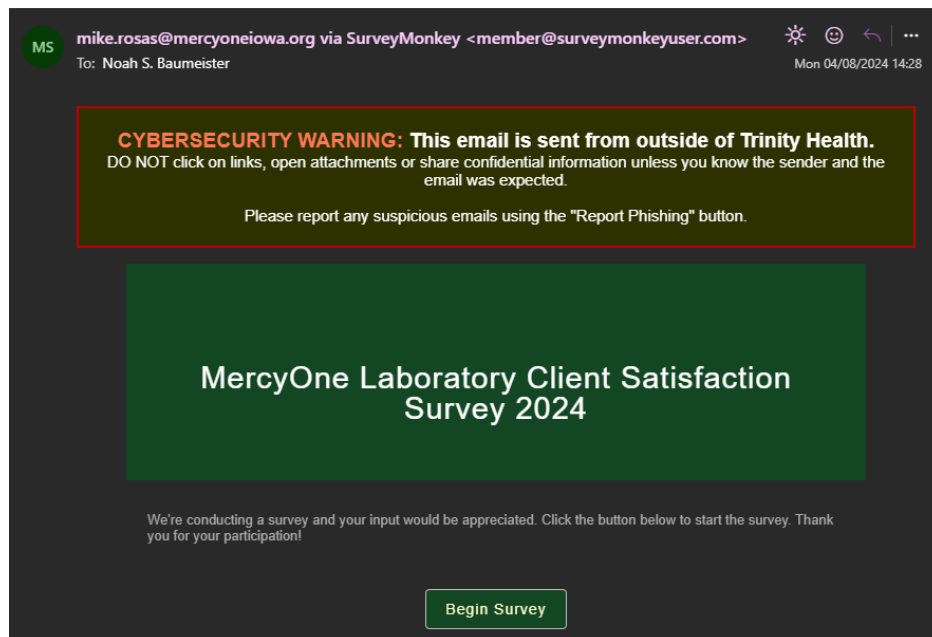 MS
mike.rosas@mercyoneiowa.org via SurveyMonkey <member@surveymonkeyuser.com>
To: Noah S. Baumeister
Mon 04/08/2024 14:28
CYBERSECURITY WARNING: This email is sent from outside of Trinity Health.
DO NOT click on links, open attachments or share confidential information unless you know the sender and the
email was expected.
Please report any suspicious emails using the "Report Phishing" button.
MercyOne Laboratory Client Satisfaction
Survey 2024
We're conducting a survey and your input would be appreciated. Click the button below to start the survey. Thank
you for your participation!
Begin Survey